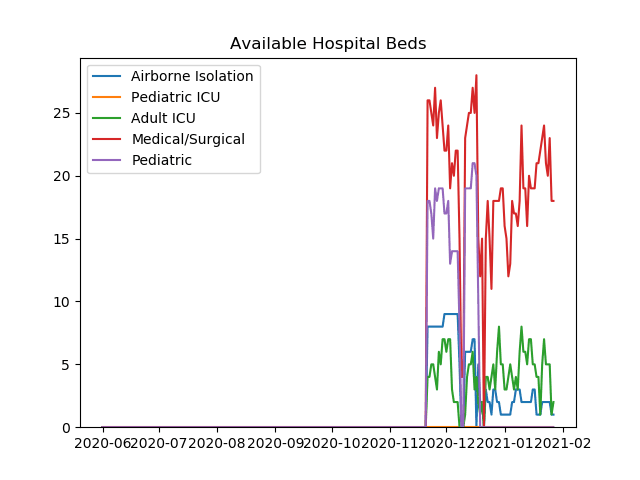 Available Hospital Beds
Airborne Isolation
Pediatric ICU
Adult ICU
Medical/Surgical
Pediatric
25
20
15
10
5
0
2020-06 2020-07 2020-08 2020-09 2020-10 2020-11 2020-12 2021-01 2021-02